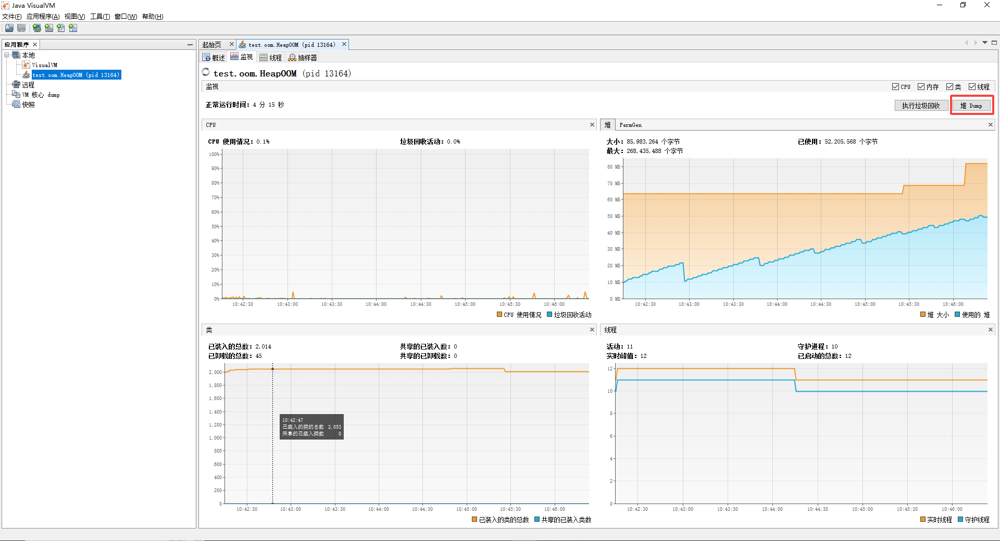 Java VisualVM
文件(F) 应用程序(A) 视图(V) 工具(T) 窗口(W) 帮助(H)
应用程序
本地
VisualVM
test.oom.HeapOOM (pid 13164)
远程
VM 核心 dump
快照
起始页 test.oom.HeapOOM (pid 13164)
概述 监视 线程 抽样器
test.oom.HeapOOM (pid 13164)
监视 CPU 内存 类 线程
正常运行时间: 4 分 15 秒 执行垃圾回收 堆 Dump
CPU
CPU 使用情况: 0.1% 垃圾回收活动: 0.0%
100%
90%
80%
70%
60%
50%
40%
30%
20%
10%
0%
10:42:30 10:43:00 10:43:30 10:44:00 10:44:30 10:45:00 10:45:30 10:46:00
CPU 使用情况 垃圾回收活动
堆 PermGen
大小: 85,983,264 个字节 已使用: 52,205,568 个字节
最大: 268,435,488 个字节
80 MB
70 MB
60 MB
50 MB
40 MB
30 MB
20 MB
10 MB
0 MB
10:42:30 10:43:00 10:43:30 10:44:00 10:44:30 10:45:00 10:45:30 10:46:00
堆 大小 使用的 堆
类
已装入的总数: 2,014 共享的已装入数: 0
已卸载的总数: 45 共享的已卸载数: 0
2,000
1,800
1,600
1,400
1,200
1,000
800
600
400
200
0
10:42:47
已装入的类的总数 2,053
共享的已装入类数 0
10:42:30 10:43:00 10:43:30 10:44:00 10:44:30 10:45:00 10:45:30 10:46:00
已装入的类的总数 共享的已装入类数
线程
活动: 11 守护进程: 10
实时峰值: 12 已启动的总数: 12
12
10
8
6
4
2
0
10:42:30 10:43:00 10:43:30 10:44:00 10:44:30 10:45:00 10:45:30 10:46:00
实时线程 守护线程